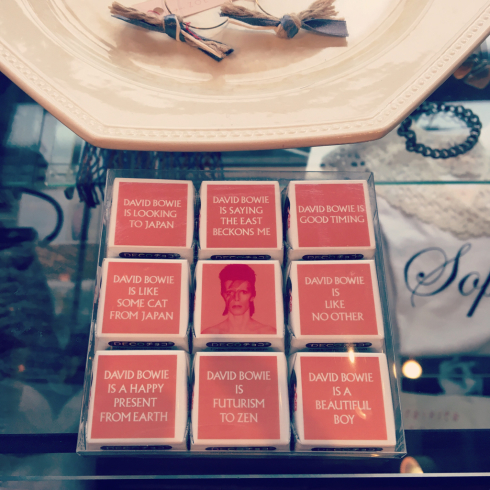 DAVID BOWIE
IS LOOKING
TO JAPAN
DAVID BOWIE
IS SAYING
THE EAST
BECKONS ME
DAVID BOWIE IS
GOOD TIMING
DAVID BOWIE
IS LIKE
SOME CAT
FROM JAPAN
DAVID BOWIE
IS
LIKE
NO OTHER
DAVID BOWIE
IS A HAPPY
PRESENT
FROM EARTH
DAVID BOWIE
IS
FUTURISM
TO ZEN
DAVID BOWIE
IS A
BEAUTIFUL
BOY
Sop